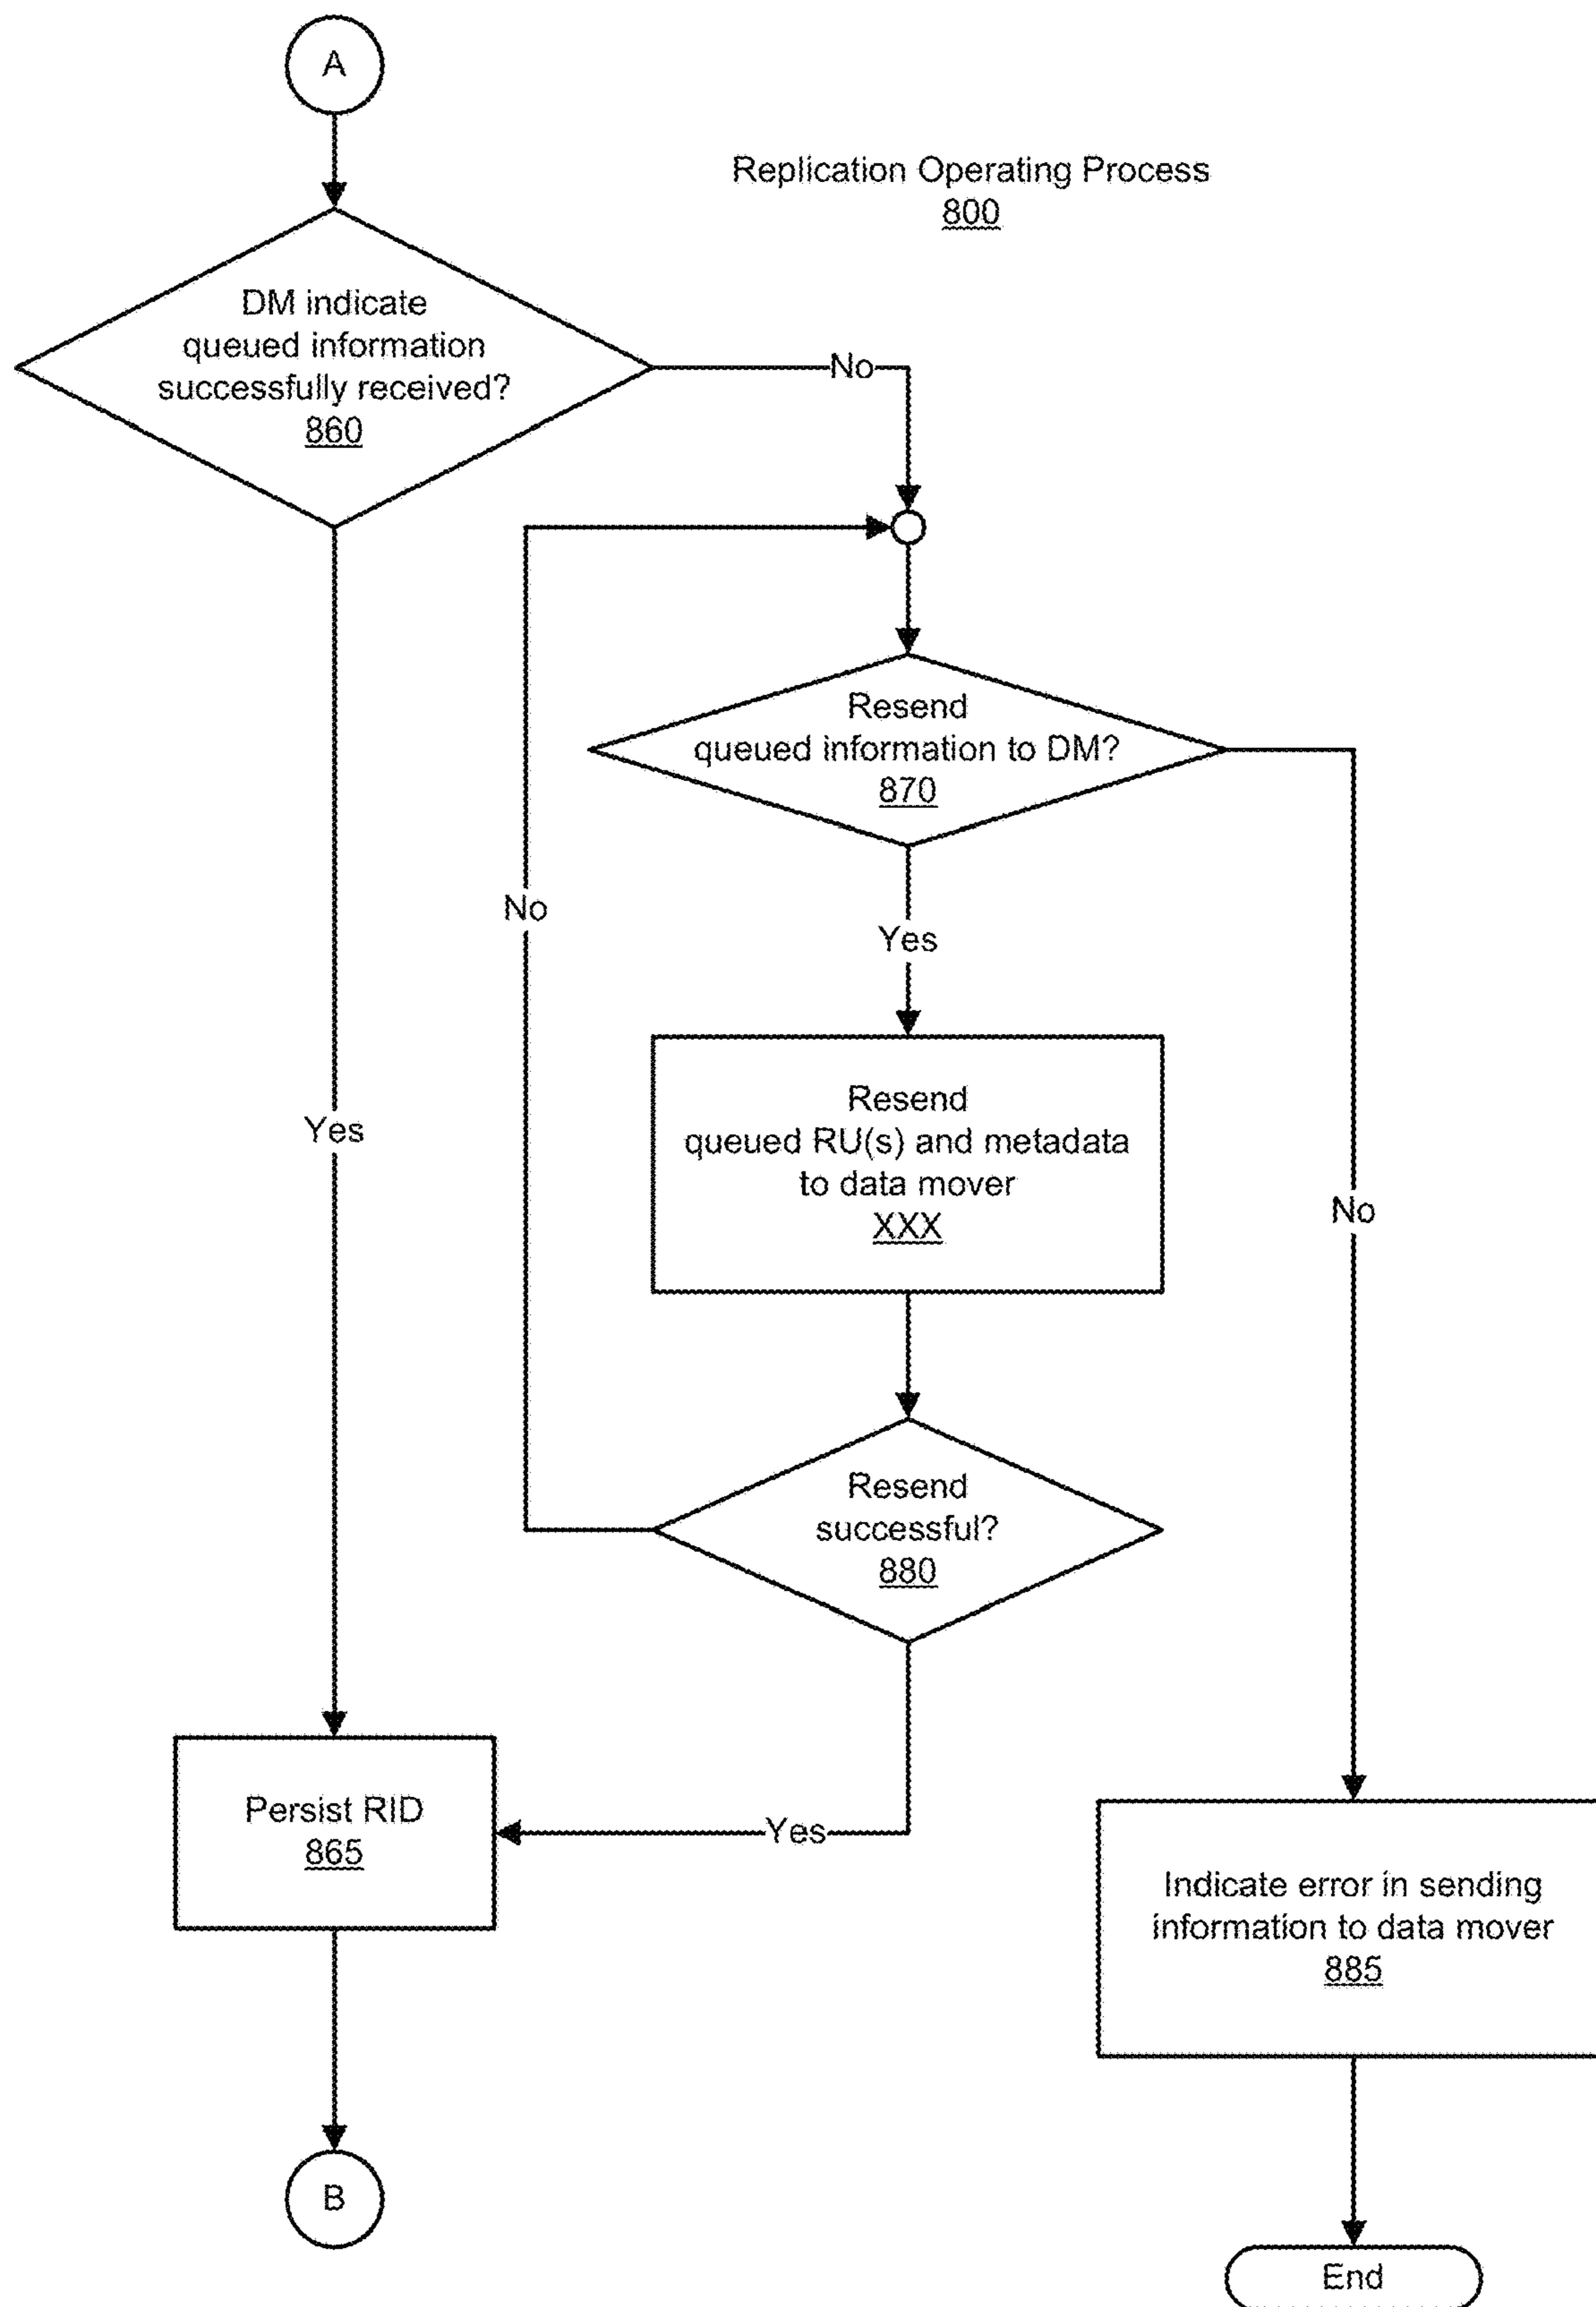 A
Replication Operating Process
800
DM indicate
queued information
successfully received?
860
No
Resend
queued information to DM?
870
No
Yes
Yes
Resend
queued RU(s) and metadata
to data mover
XXX
No
Resend
successful?
880
Persist RID
865
Yes
Indicate error in sending
information to data mover
885
B
End